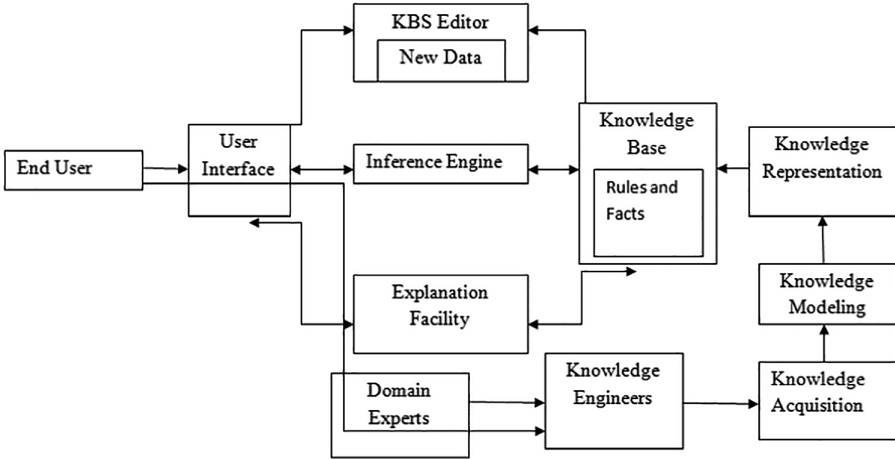 KBS Editor
New Data
End User
User
Interface
Inference Engine
Knowledge
Base
Rules and
Facts
Knowledge
Representation
Explanation
Facility
Knowledge
Modeling
Domain
Experts
Knowledge
Engineers
Knowledge
Acquisition